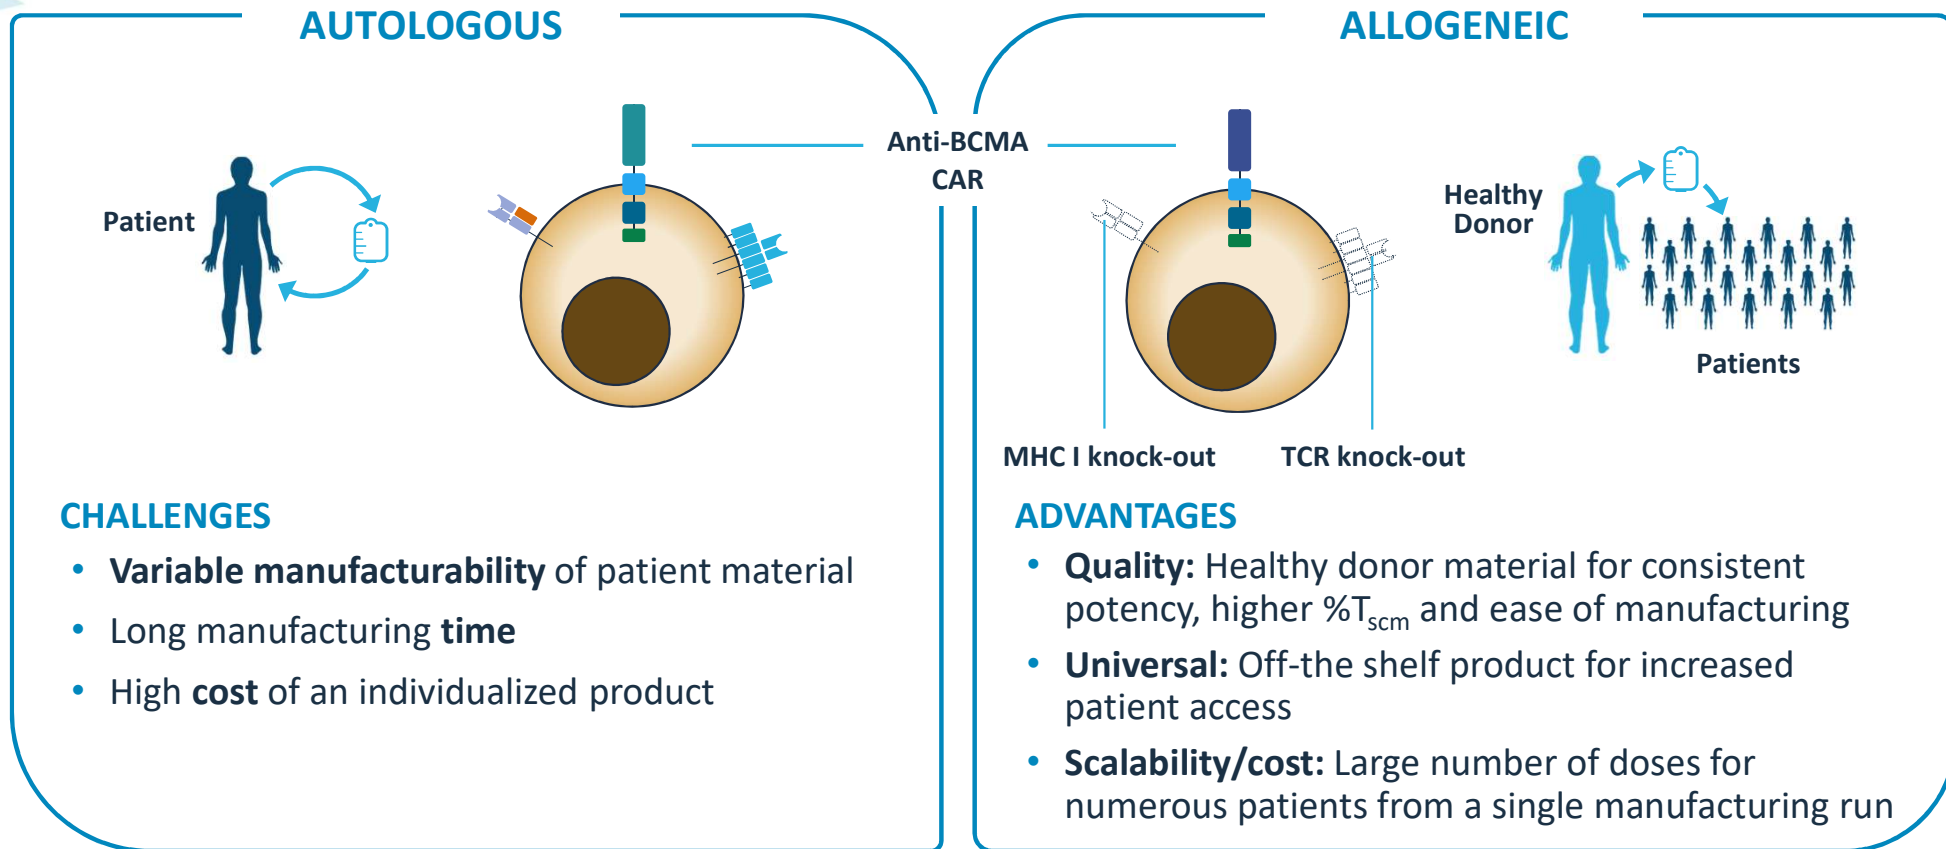 AUTOLOGOUS
Patient
Anti-BCMA
CAR
CHALLENGES
• Variable manufacturability of patient material
• Long manufacturing time
• High cost of an individualized product
ALLOGENEIC
Healthy
Donor
Patients
MHC I knock-out
TCR knock-out
ADVANTAGES
• Quality: Healthy donor material for consistent
potency, higher %Tscm and ease of manufacturing
• Universal: Off-the shelf product for increased
patient access
• Scalability/cost: Large number of doses for
numerous patients from a single manufacturing run